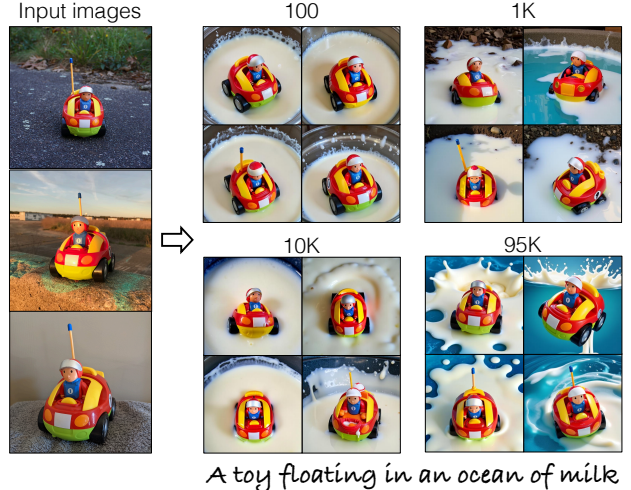 Input images
100
1K
10K
95K
A toy floating in an ocean of milk